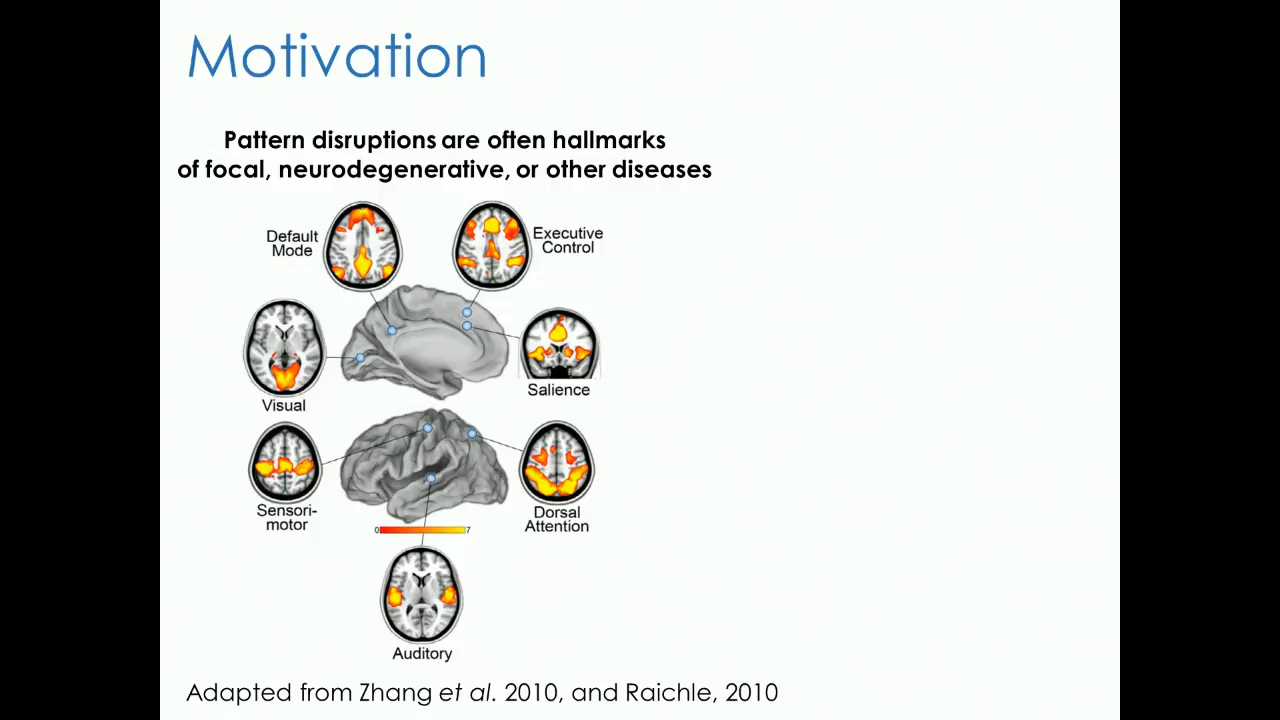 Motivation
Pattern disruptions are often hallmarks
of focal, neurodegenerative, or other diseases
Default
Mode
Executive
Control
Visual
Salience
Sensori-
motor
Dorsal
Attention
0 7
Auditory
Adapted from Zhang et al. 2010, and Raichle, 2010